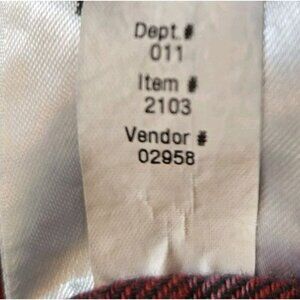 Dept.#
011
Item #
2103
Vendor #
02958